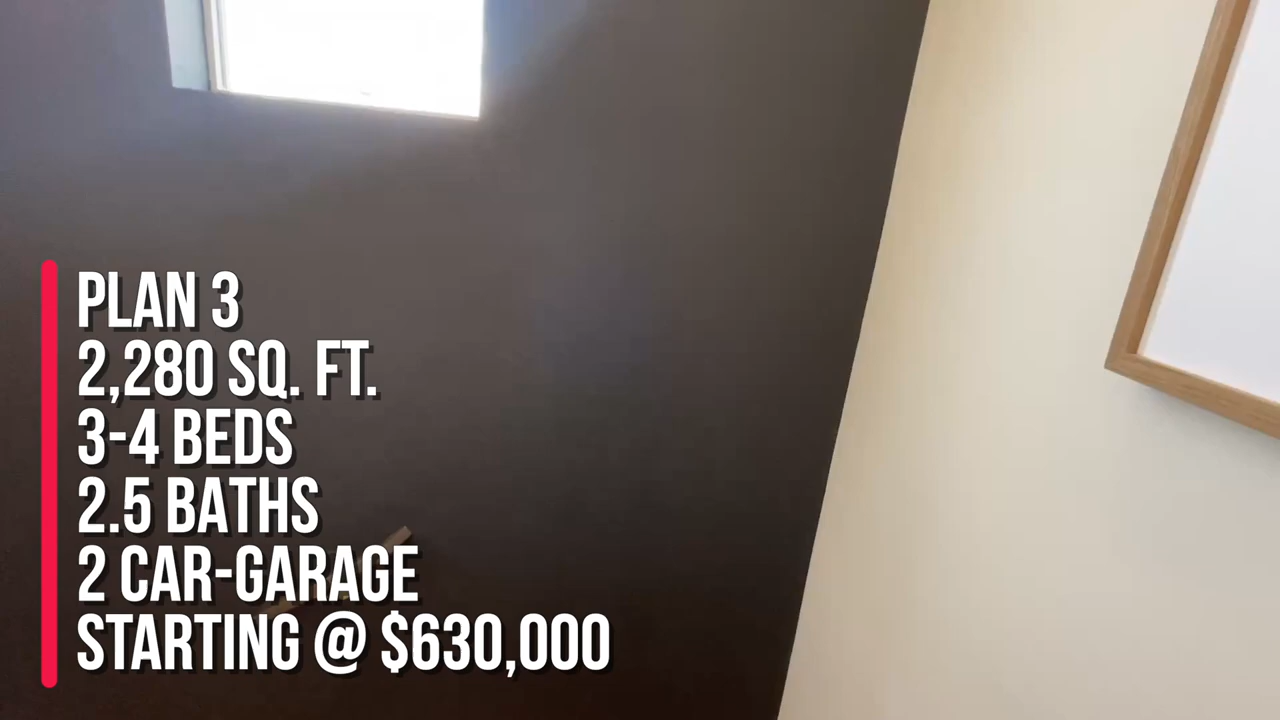 PLAN 3
2,280 SQ. FT.
3-4 BEDS
2.5 BATHS
2 CAR-GARAGE
STARTING @ $630,000